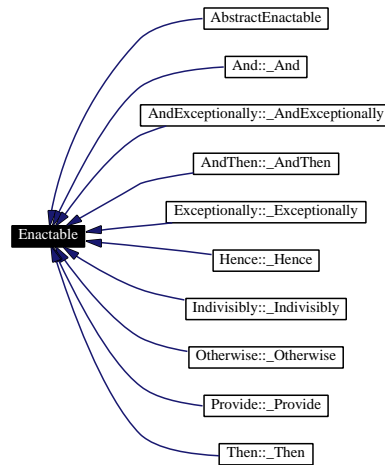 AbstractEnactable
And::_And
AndExceptionally::_AndExceptionally
AndThen::_AndThen
Exceptionally::_Exceptionally
Enactable
Hence::_Hence
Indivisibly::_Indivisibly
Otherwise::_Otherwise
Provide::_Provide
Then::_Then